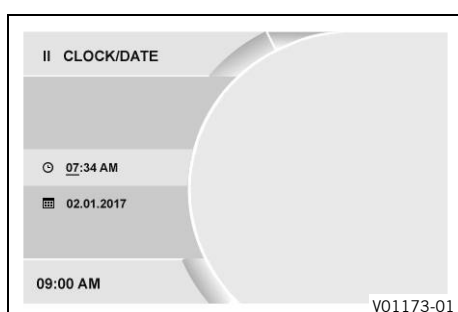 II CLOCK/DATE
07:34 AM
02.01.2017
09:00 AM
V01173-01